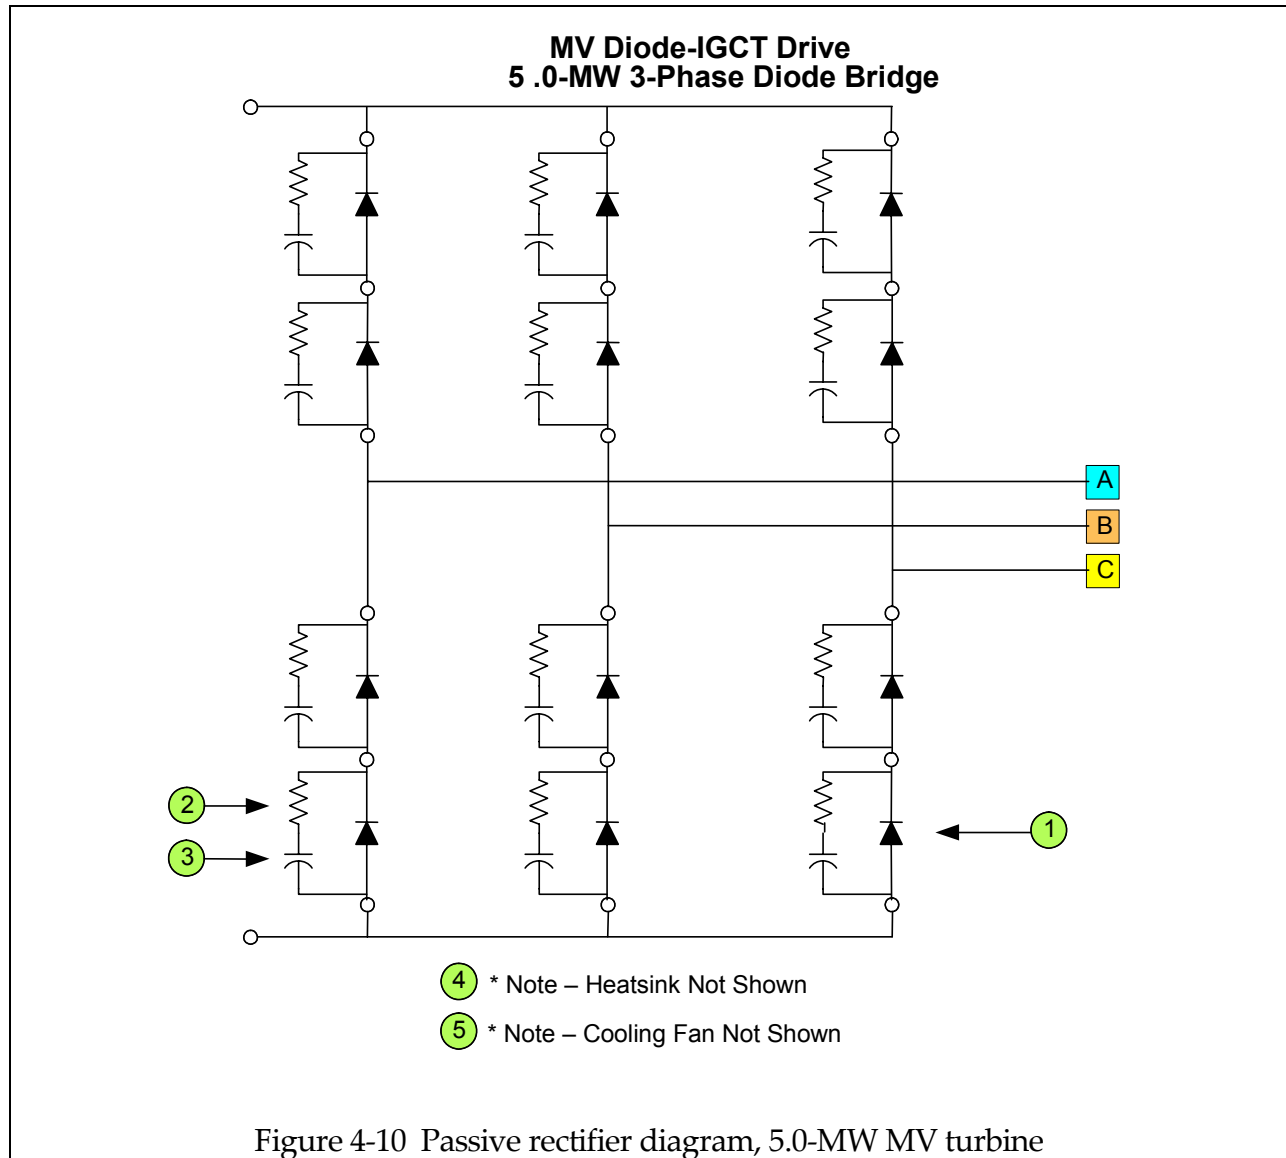 MV Diode-IGCT Drive
5 .0-MW 3-Phase Diode Bridge
A
B
C
2
3
1
4 * Note – Heatsink Not Shown
5 * Note – Cooling Fan Not Shown
Figure 4-10 Passive rectifier diagram, 5.0-MW MV turbine